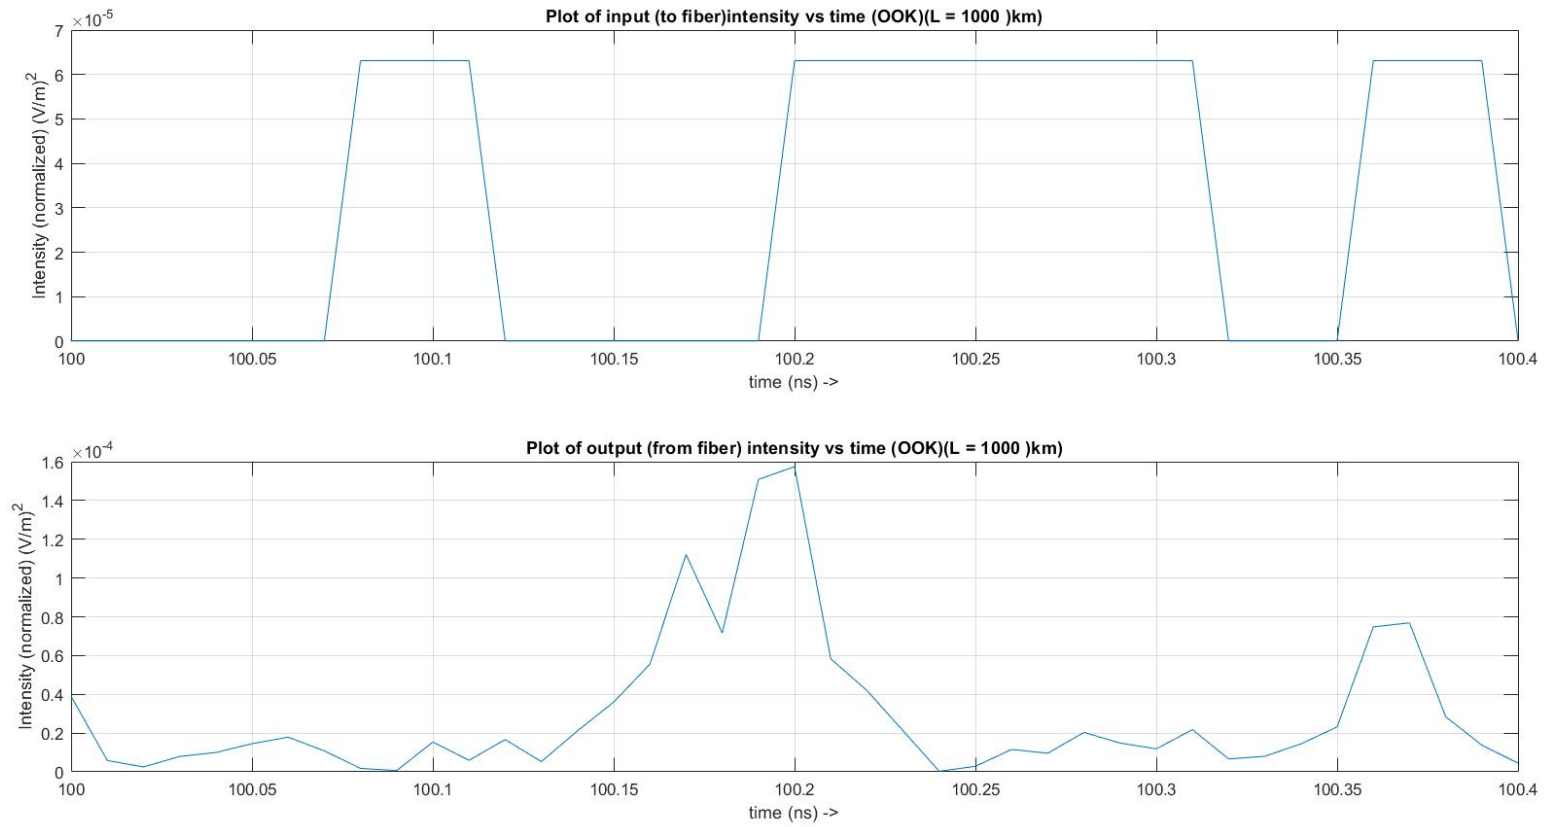 Plot of input (to fiber)intensity vs time (OOK)(L = 1000 )km)
×10⁻⁵
7
6
5
4
3
2
1
0
Intensity (normalized) (V/m)²
100 100.05 100.1 100.15 100.2 100.25 100.3 100.35 100.4
time (ns) ->
Plot of output (from fiber) intensity vs time (OOK)(L = 1000 )km)
×10⁻⁴
1.6
1.4
1.2
1
0.8
0.6
0.4
0.2
0
Intensity (normalized) (V/m)²
100 100.05 100.1 100.15 100.2 100.25 100.3 100.35 100.4
time (ns) ->